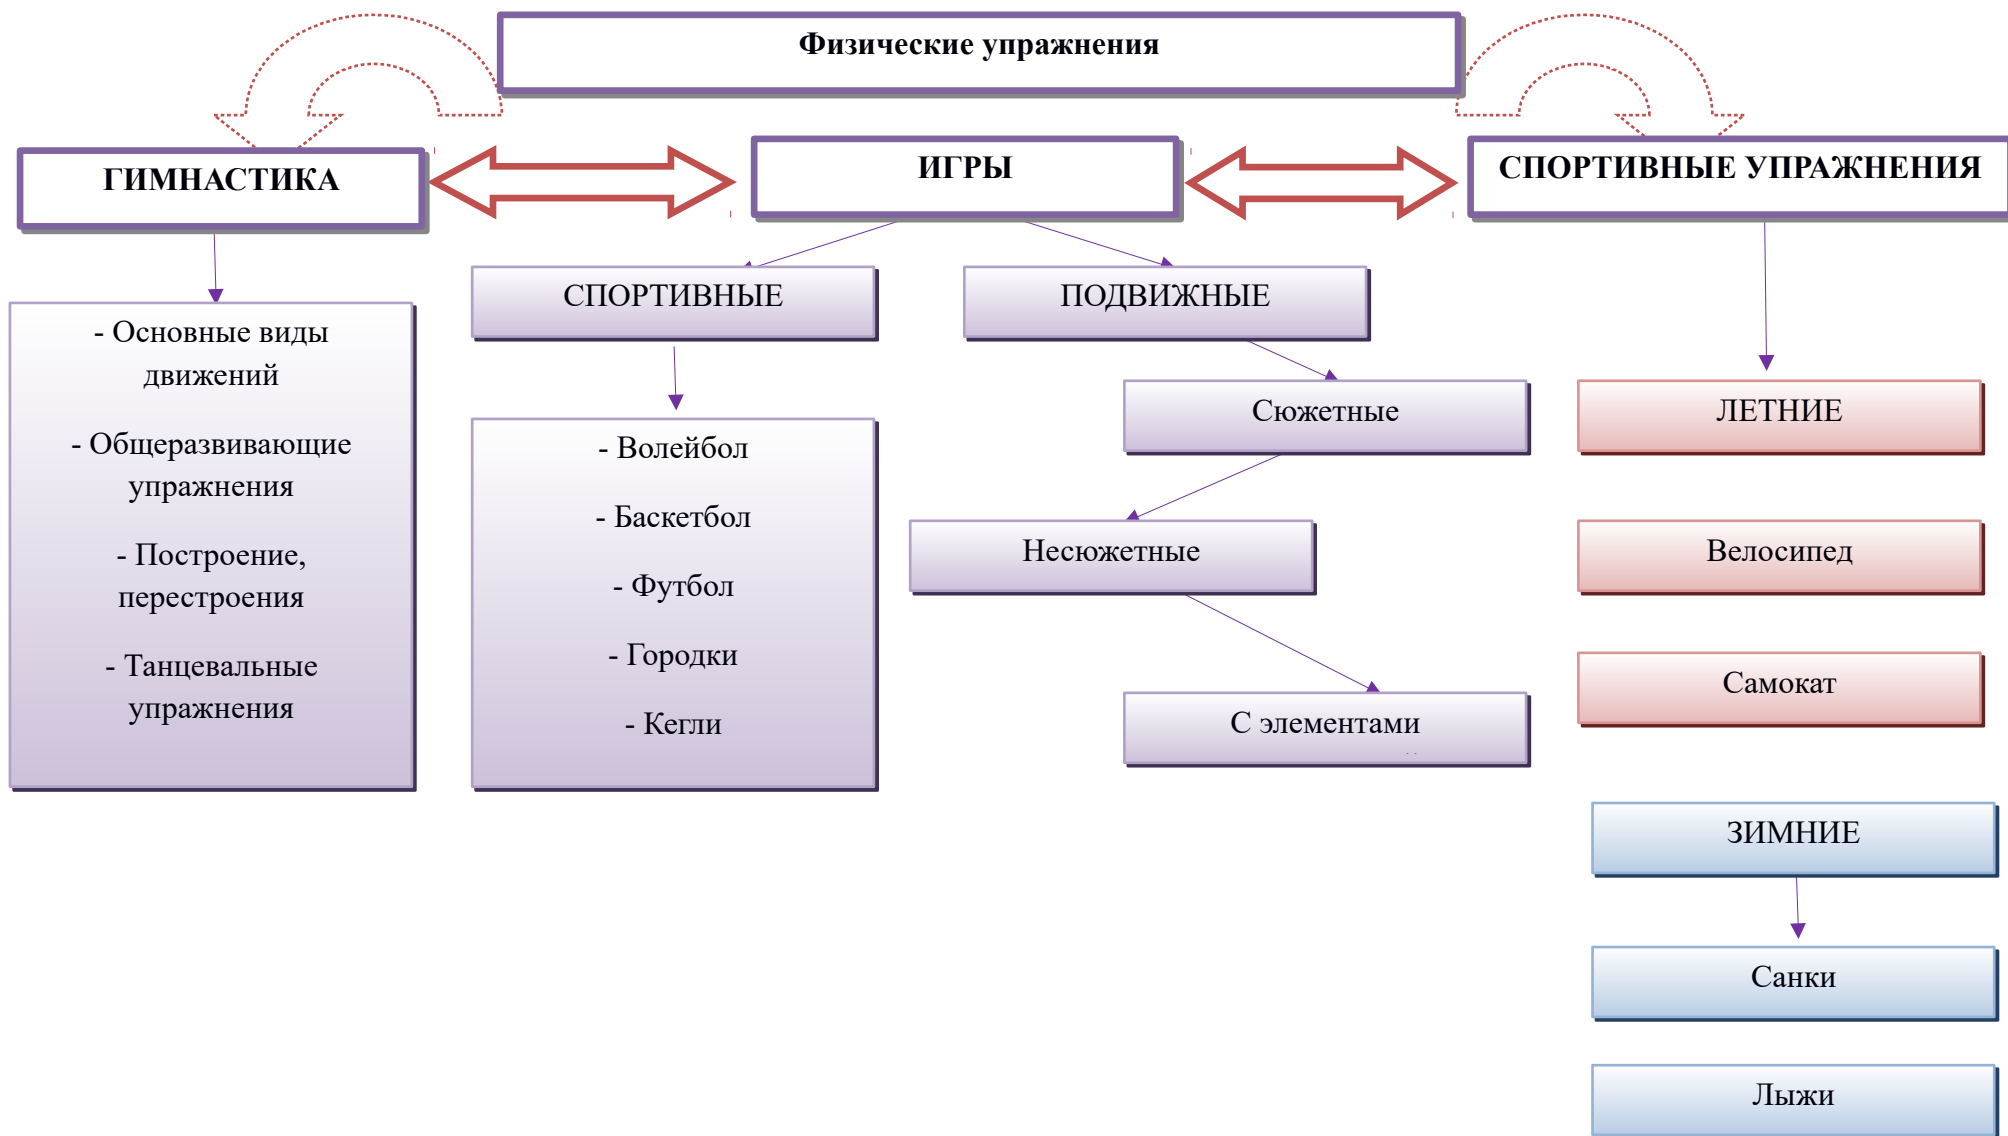 Физические упражнения
ГИМНАСТИКА
ИГРЫ
СПОРТИВНЫЕ УПРАЖНЕНИЯ
- Основные виды
движений
- Общеразвивающие
упражнения
- Построение,
перестроения
- Танцевальные
упражнения
СПОРТИВНЫЕ
- Волейбол
- Баскетбол
- Футбол
- Городки
- Кегли
ПОДВИЖНЫЕ
Сюжетные
Несюжетные
С элементами
ЛЕТНИЕ
Велосипед
Самокат
ЗИМНИЕ
Санки
Лыжи